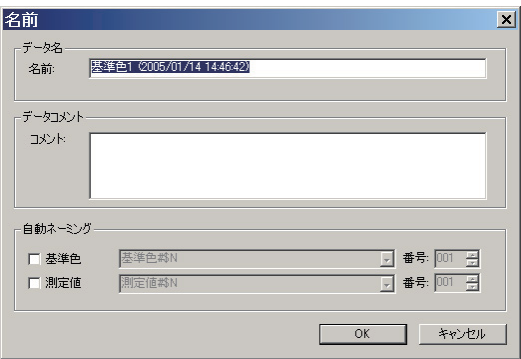 名前
データ名
名前: 基準色1 (2005/01/14 14:46:42)
データコメント
コメント:
自動ネーミング
基準色 基準色#$N 番号: 001
測定値 測定値#$N 番号: 001
OK キャンセル